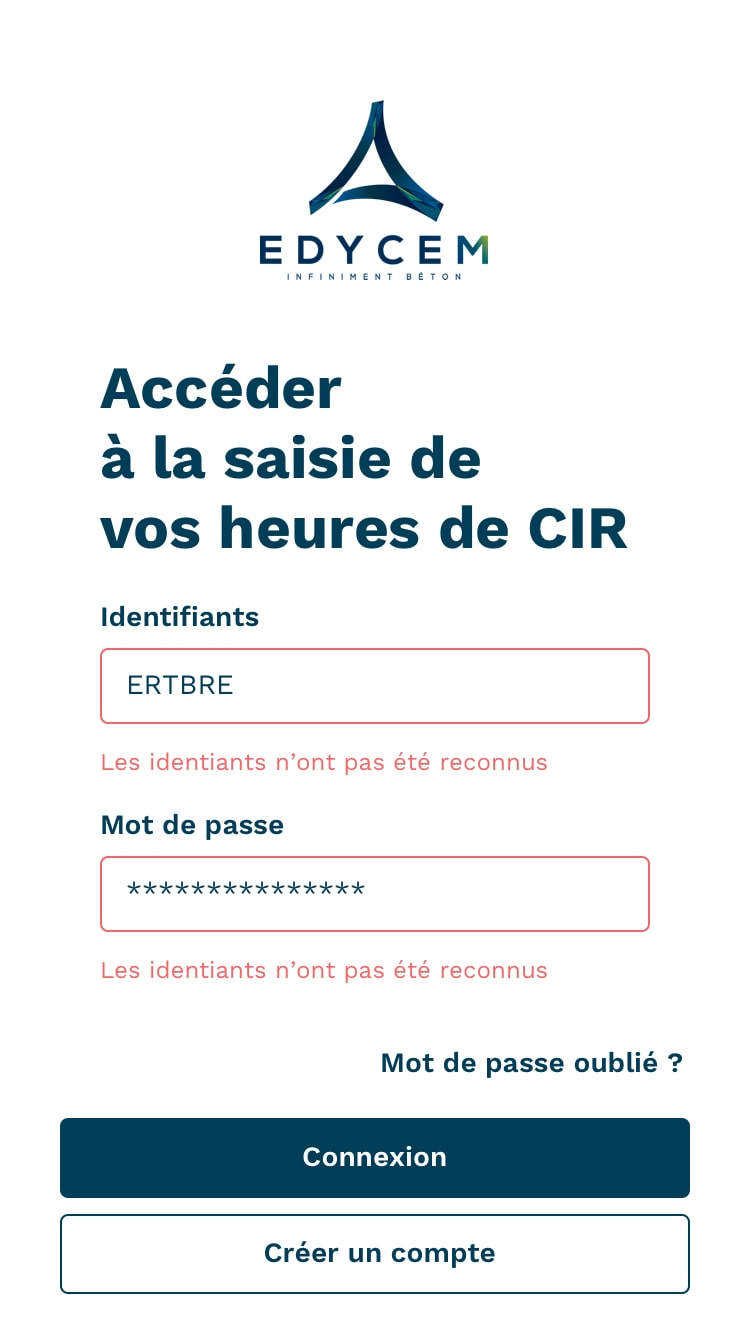 EDYCEM
INFINIMENT BÉTON
Accéder
à la saisie de
vos heures de CIR
Identifiants
ERTBRE
Les identiants n’ont pas été reconnus
Mot de passe
***************
Les identiants n’ont pas été reconnus
Mot de passe oublié ?
Connexion
Créer un compte